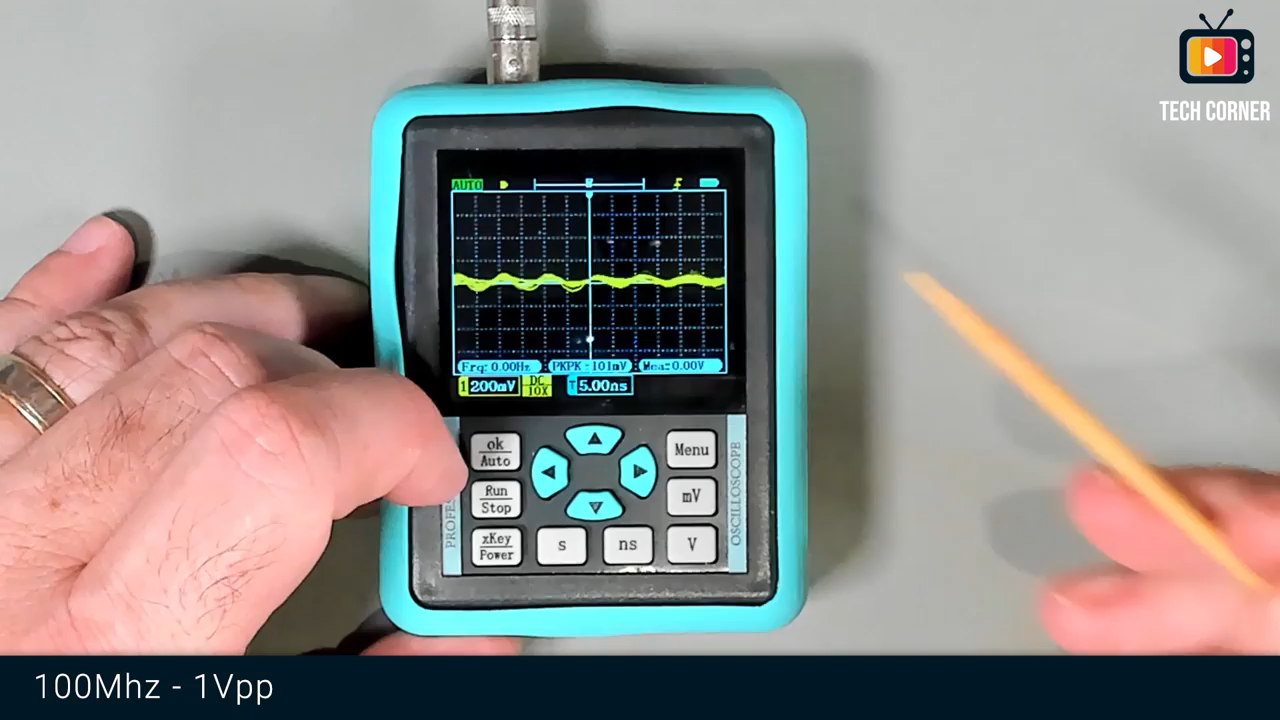 TECH CORNER
AUTO
Frq:0.00Hz PKPK:101mV Mea:0.00V
1 200mV DC 10X T 5.00ns
ok
Auto
Menu
Run
Stop
mV
xKey
Power
s
ns
V
OSCILLOSCOPE
100Mhz - 1Vpp